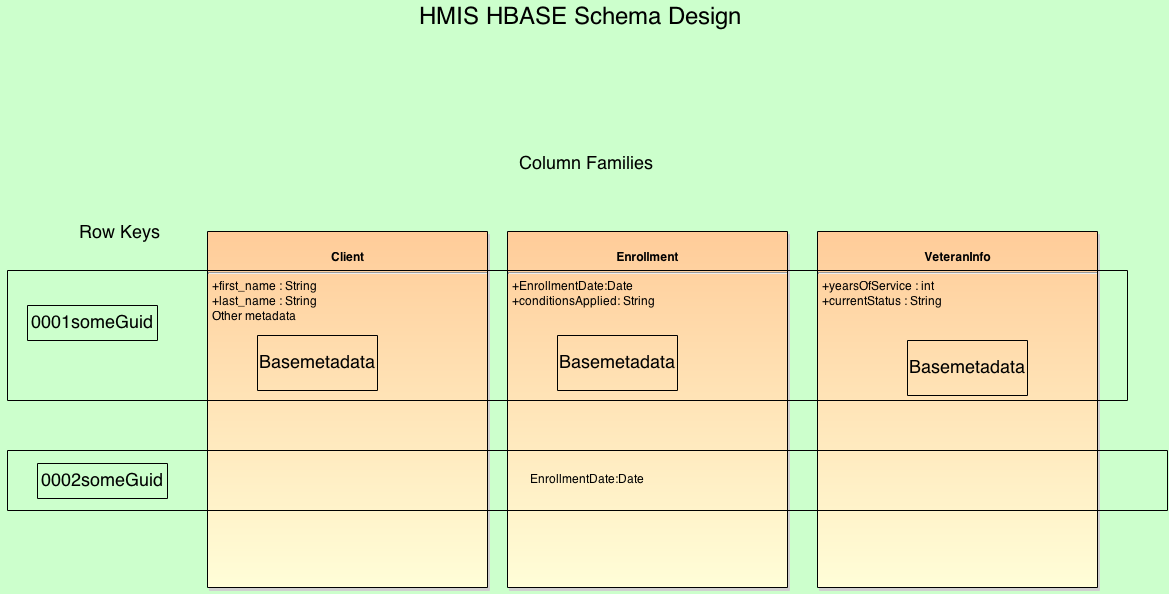 HMIS HBASE Schema Design
Column Families
Row Keys
Client
Enrollment
VeteranInfo
0001someGuid
+first_name : String
+last_name : String
Other metadata
Basemetadata
+EnrollmentDate:Date
+conditionsApplied: String
Basemetadata
+yearsOfService : int
+currentStatus : String
Basemetadata
0002someGuid
EnrollmentDate:Date